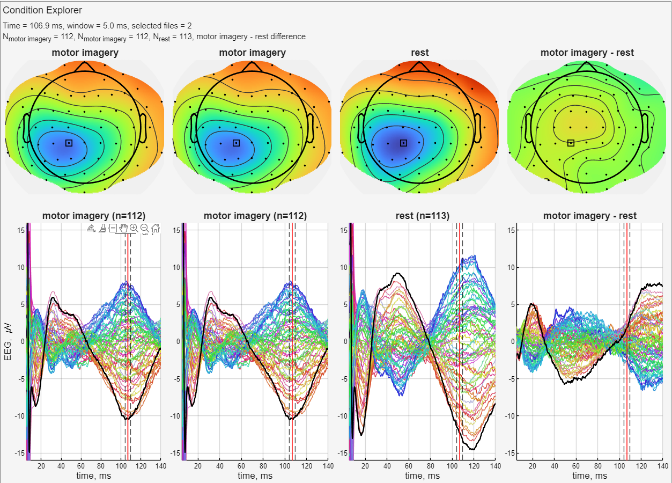 Condition Explorer
Time = 106.9 ms, window = 5.0 ms, selected files = 2
Nmotor imagery = 112, Nmotor imagery = 112, Nrest = 113, motor imagery - rest difference
motor imagery motor imagery rest motor imagery - rest
motor imagery (n=112) motor imagery (n=112) rest (n=113) motor imagery - rest
15 15 15 15
10 10 10 10
5 5 5 5
0 0 0 0
-5 -5 -5 -5
-10 -10 -10 -10
-15 -15 -15 -15
EEG, μV
20 40 60 80 100 120 140 20 40 60 80 100 120 140 20 40 60 80 100 120 140 20 40 60 80 100 120 140
time, ms time, ms time, ms time, ms